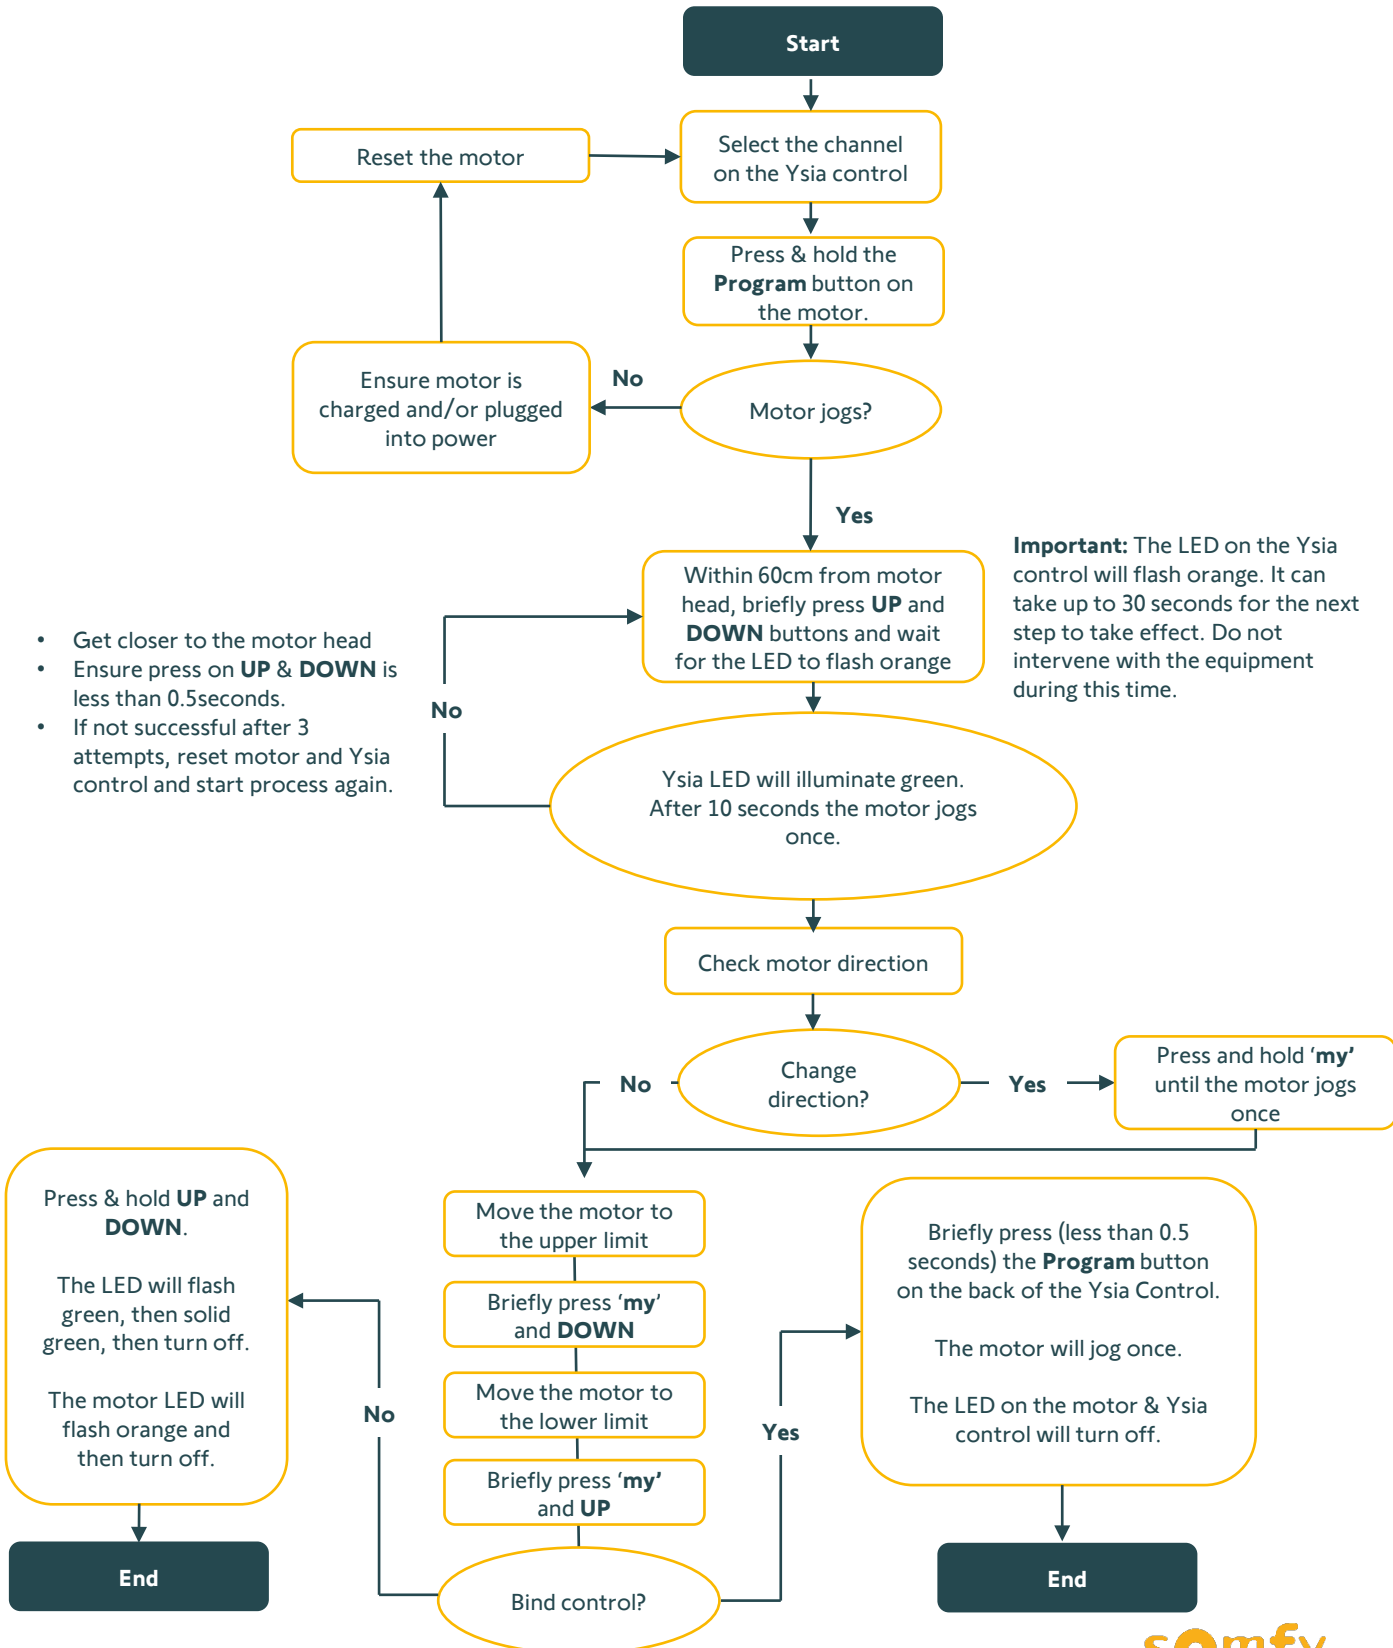 Start
Reset the motor
Select the channel
on the Ysia control
Press & hold the
Program button on
the motor.
Ensure motor is
charged and/or plugged
into power
No
Motor jogs?
Yes
Within 60cm from motor
head, briefly press UP and
DOWN buttons and wait
for the LED to flash orange
Important: The LED on the Ysia
control will flash orange. It can
take up to 30 seconds for the next
step to take effect. Do not
intervene with the equipment
during this time.
• Get closer to the motor head
• Ensure press on UP & DOWN is
less than 0.5seconds.
• If not successful after 3
attempts, reset motor and Ysia
control and start process again.
No
Ysia LED will illuminate green.
After 10 seconds the motor jogs
once.
Check motor direction
Change
direction?
No
Yes
Press and hold ‘my’
until the motor jogs
once
Move the motor to
the upper limit
Briefly press ‘my’
and DOWN
Move the motor to
the lower limit
Briefly press ‘my’
and UP
Bind control?
No
Press & hold UP and
DOWN.
The LED will flash
green, then solid
green, then turn off.
The motor LED will
flash orange and
then turn off.
End
Yes
Briefly press (less than 0.5
seconds) the Program button
on the back of the Ysia Control.
The motor will jog once.
The LED on the motor & Ysia
control will turn off.
End
somfy